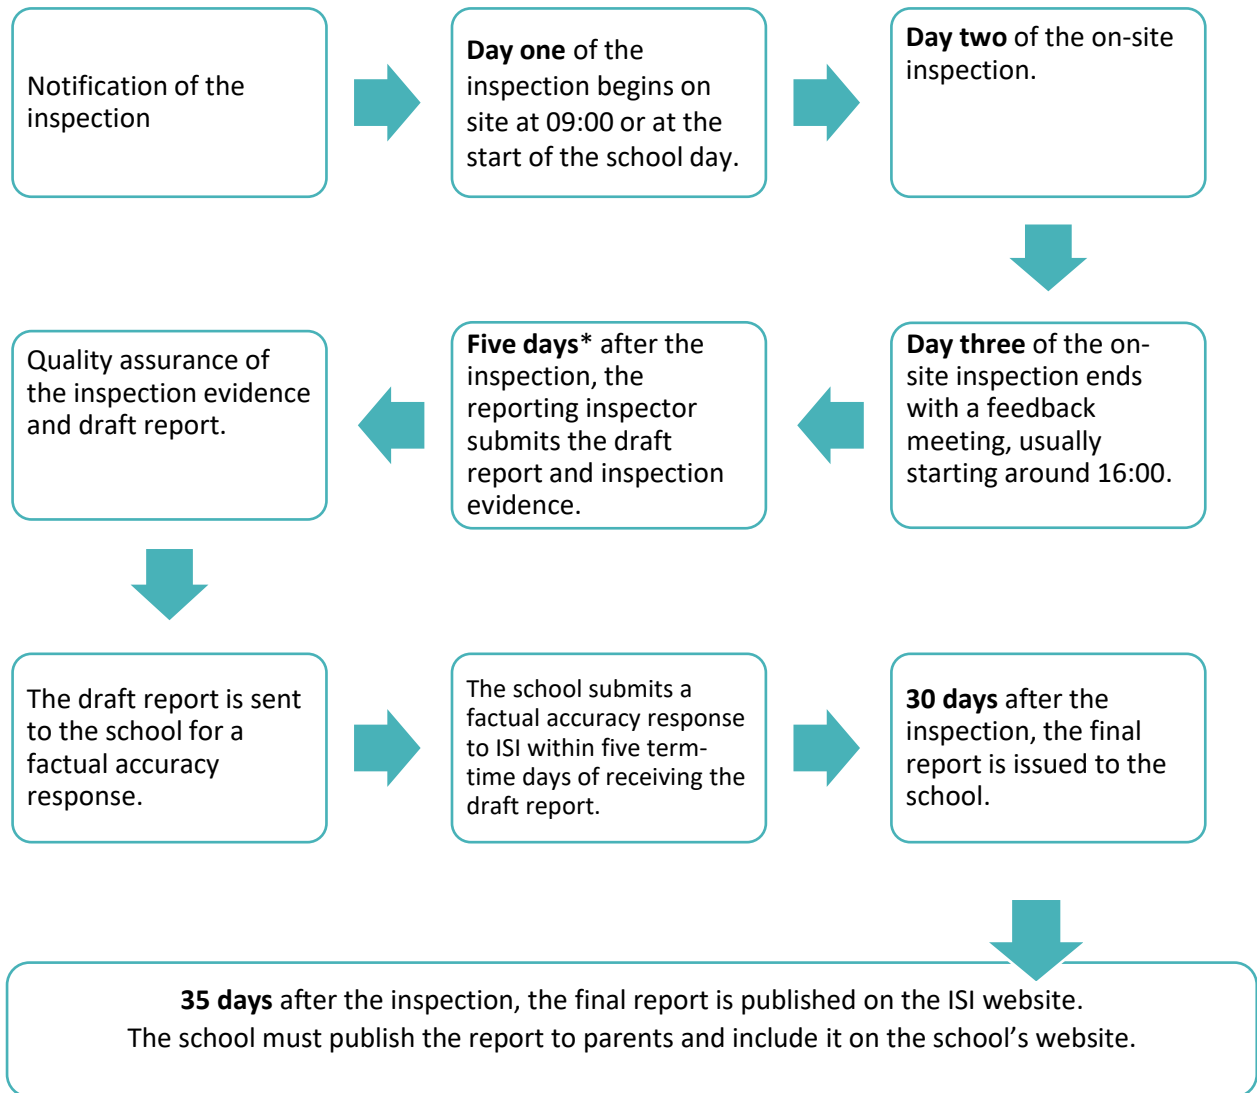 Notification of the
inspection
Day one of the
inspection begins on
site at 09:00 or at the
start of the school day.
Day two of the on-site
inspection.
Day three of the on-
site inspection ends
with a feedback
meeting, usually
starting around 16:00.
Five days* after the
inspection, the
reporting inspector
submits the draft
report and inspection
evidence.
Quality assurance of
the inspection evidence
and draft report.
The draft report is sent
to the school for a
factual accuracy
response.
The school submits a
factual accuracy response
to ISI within five term-
time days of receiving the
draft report.
30 days after the
inspection, the final
report is issued to the
school.
35 days after the inspection, the final report is published on the ISI website.
The school must publish the report to parents and include it on the school’s website.